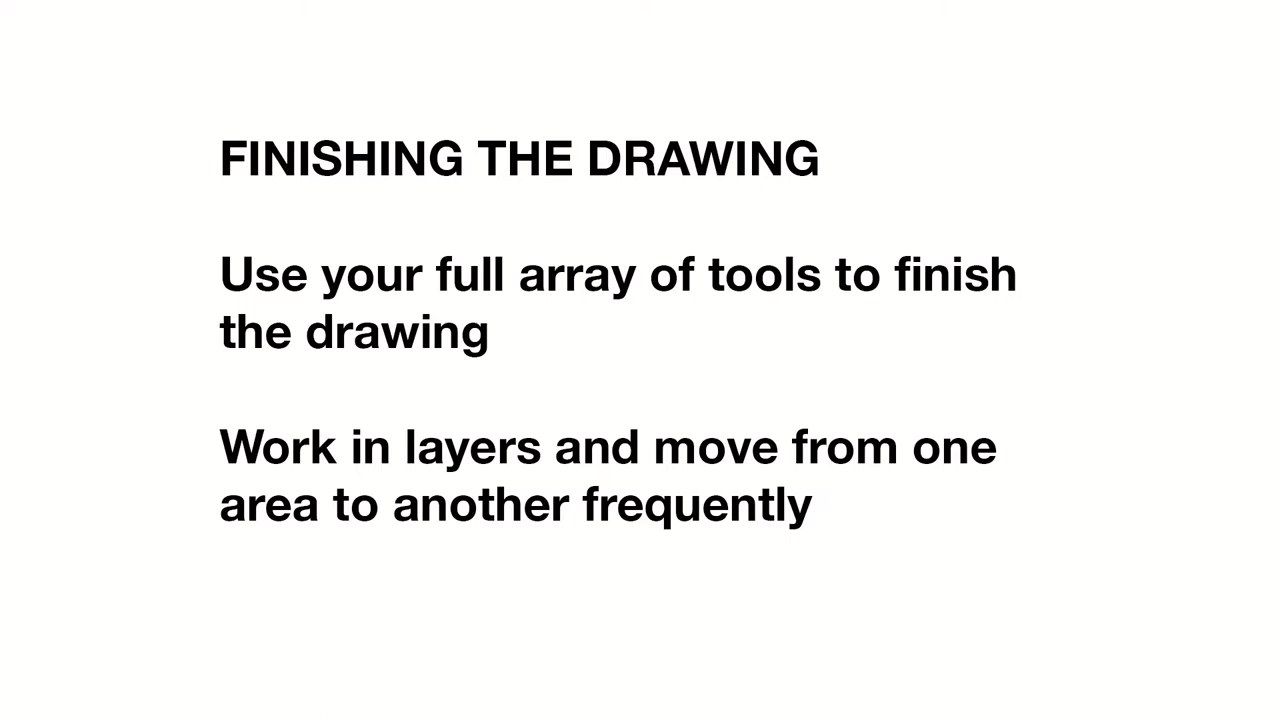 FINISHING THE DRAWING
Use your full array of tools to finish
the drawing
Work in layers and move from one
area to another frequently